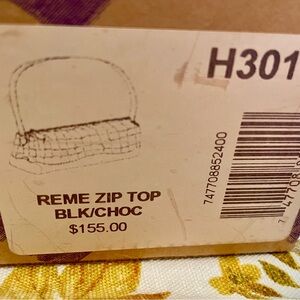 H301
REME ZIP TOP
BLK/CHOC
$155.00
747708852400